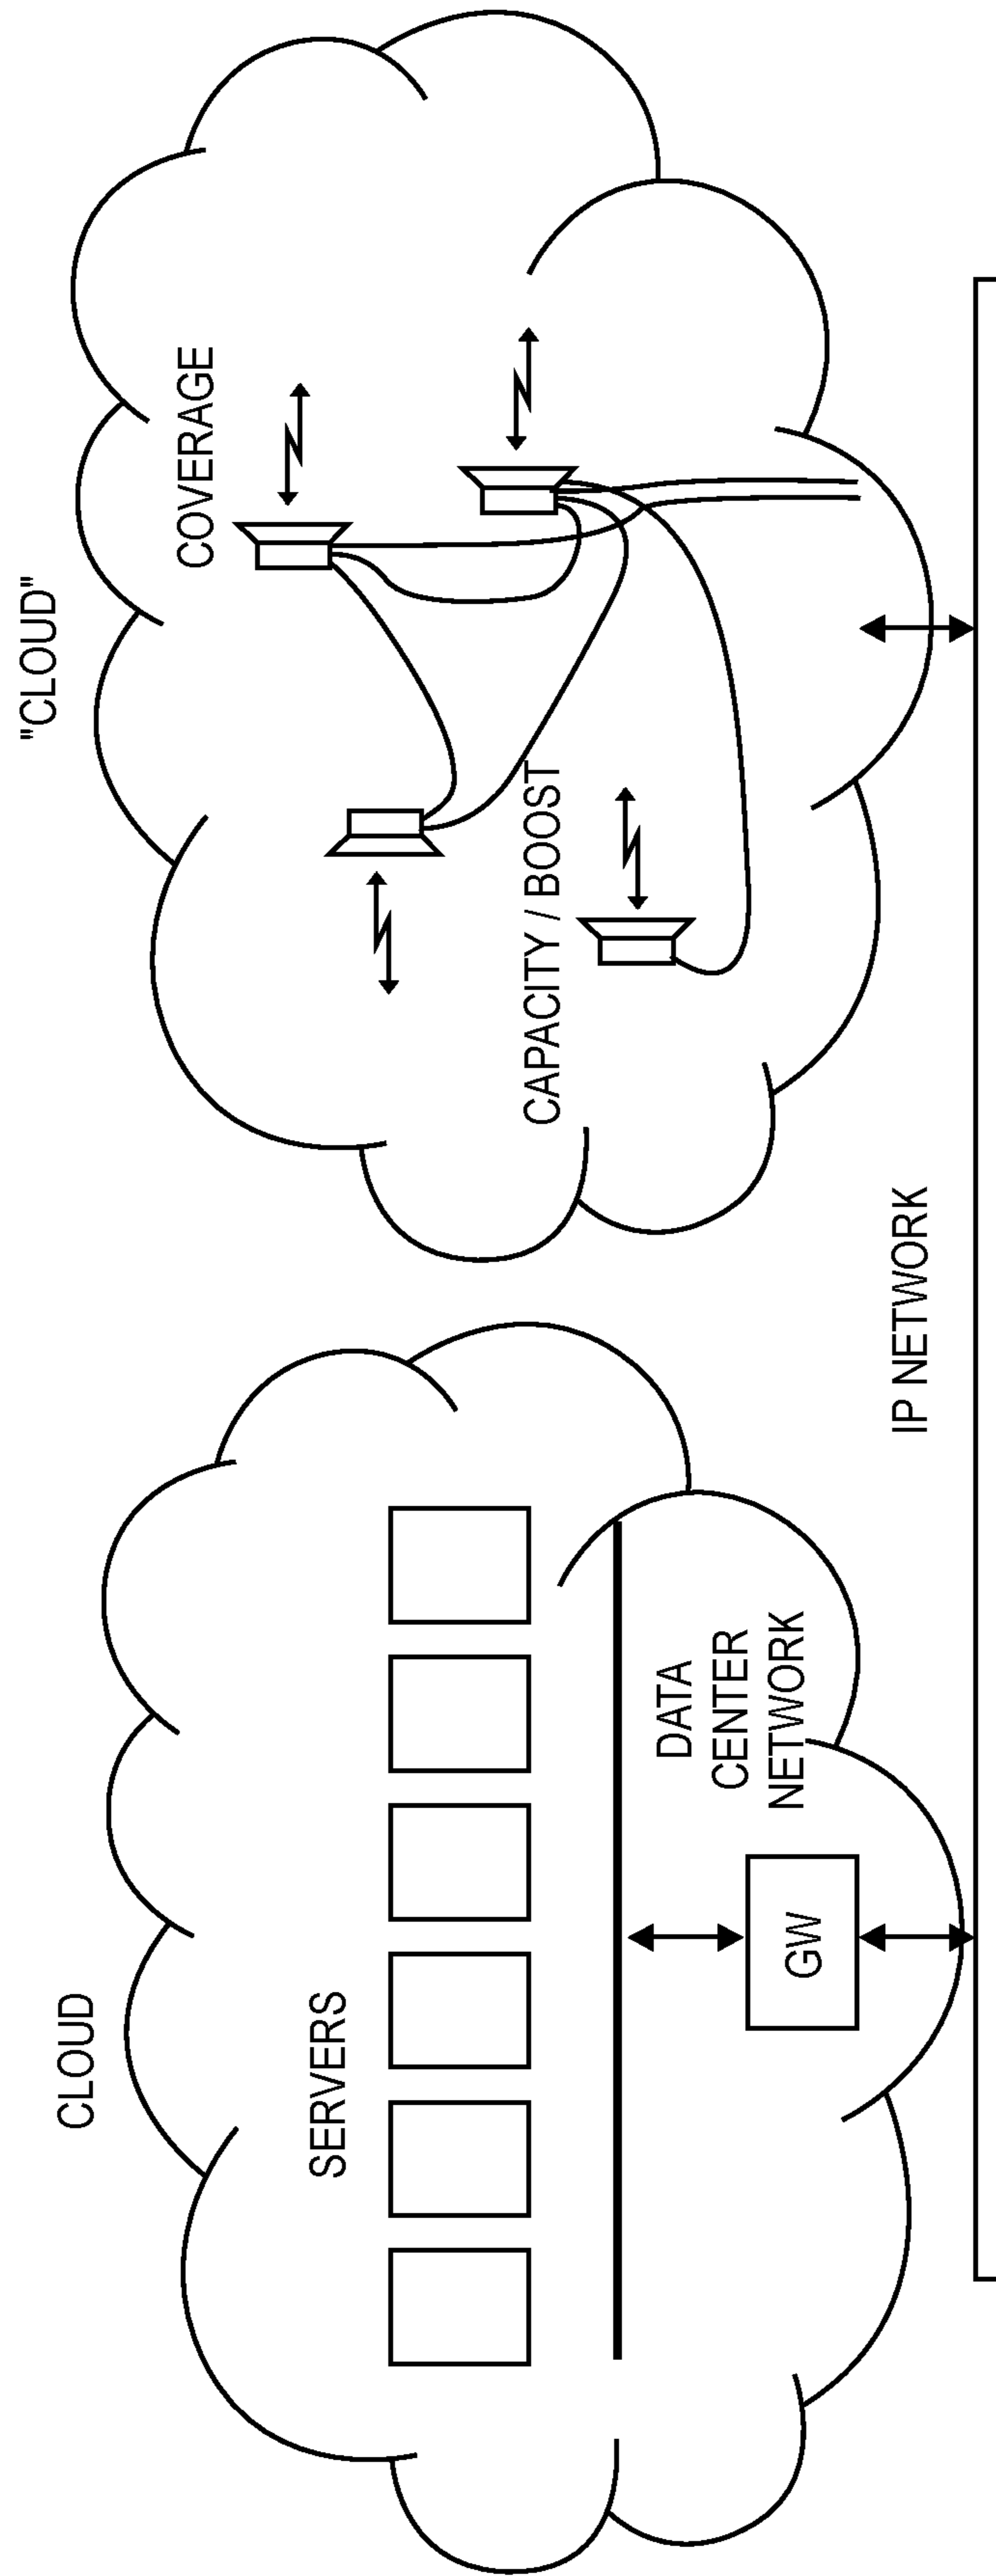 CLOUD
SERVERS
DATA
CENTER
NETWORK
GW
"CLOUD"
COVERAGE
CAPACITY / BOOST
IP NETWORK